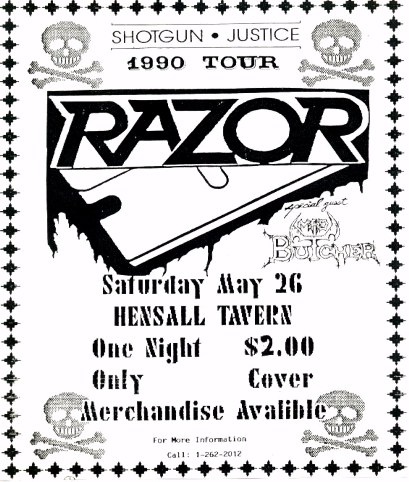 SHOTGUN • JUSTICE
1990 TOUR
RAZOR
special guest
MAD
BUTCHER
Saturday May 26
HENSALL TAVERN
One Night $2.00
Only Cover
Merchandise Avalible
For More Information
Call: 1-262-2012